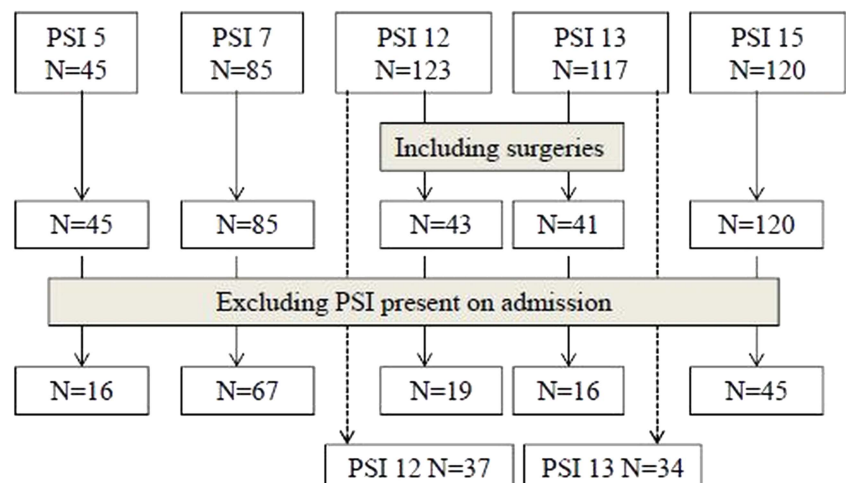 PSI 5
N=45
PSI 7
N=85
PSI 12
N=123
PSI 13
N=117
PSI 15
N=120
Including surgeries
N=45
N=85
N=43
N=41
N=120
Excluding PSI present on admission
N=16
N=67
N=19
N=16
N=45
PSI 12 N=37
PSI 13 N=34